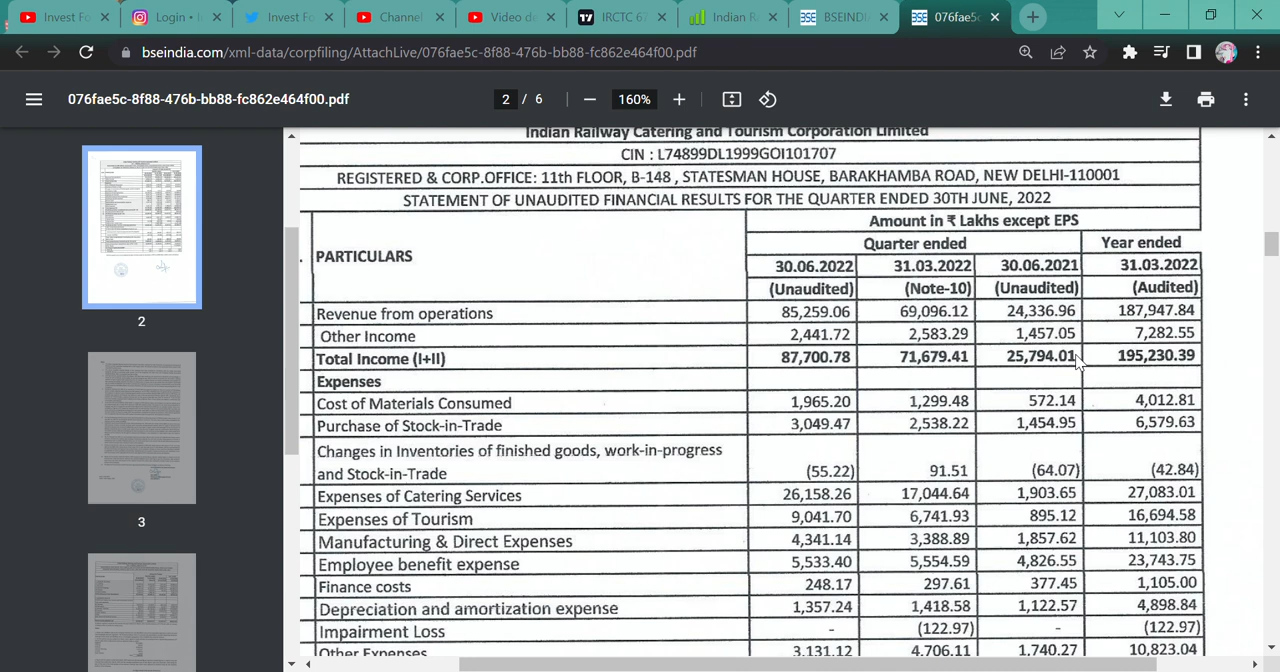 Invest Fo
Login •
Invest Fo
Channel
Video de
IRCTC 67
Indian R
BSEINDI
076fae5c
bseindia.com/xml-data/corpfiling/AttachLive/076fae5c-8f88-476b-bb88-fc862e464f00.pdf
076fae5c-8f88-476b-bb88-fc862e464f00.pdf
2 / 6
160%
2
3
Indian Railway Catering and Tourism Corporation Limited
CIN : L74899DL1999GOI101707
REGISTERED & CORP.OFFICE: 11th FLOOR, B-148 , STATESMAN HOUSE, BARAKHAMBA ROAD, NEW DELHI-110001
STATEMENT OF UNAUDITED FINANCIAL RESULTS FOR THE QUARTER ENDED 30TH JUNE, 2022
Amount in ₹ Lakhs except EPS
. PARTICULARS Quarter ended Year ended
30.06.2022 31.03.2022 30.06.2021 31.03.2022
(Unaudited) (Note-10) (Unaudited) (Audited)
Revenue from operations 85,259.06 69,096.12 24,336.96 187,947.84
Other Income 2,441.72 2,583.29 1,457.05 7,282.55
Total Income (I+II) 87,700.78 71,679.41 25,794.01 195,230.39
Expenses
Cost of Materials Consumed 1,965.20 1,299.48 572.14 4,012.81
Purchase of Stock-in-Trade 3,049.47 2,538.22 1,454.95 6,579.63
Changes in Inventories of finished goods, work-in-progress
and Stock-in-Trade (55.22) 91.51 (64.07) (42.84)
Expenses of Catering Services 26,158.26 17,044.64 1,903.65 27,083.01
Expenses of Tourism 9,041.70 6,741.93 895.12 16,694.58
Manufacturing & Direct Expenses 4,341.14 3,388.89 1,857.62 11,103.80
Employee benefit expense 5,533.40 5,554.59 4,826.55 23,743.75
Finance costs 248.17 297.61 377.45 1,105.00
Depreciation and amortization expense 1,357.24 1,418.58 1,122.57 4,898.84
Impairment Loss - (122.97) - (122.97)
Other Expenses 3,131.12 4,706.11 1,740.27 10,823.04